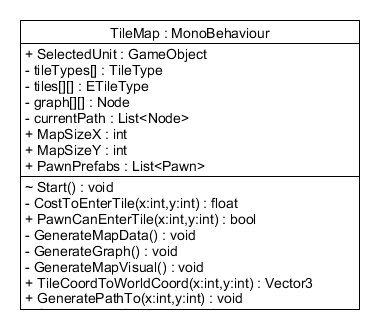 TileMap : MonoBehaviour
+ SelectedUnit : GameObject
- tileTypes[] : TileType
- tiles[][] : ETileType
- graph[][] : Node
- currentPath : List<Node>
+ MapSizeX : int
+ MapSizeY : int
+ PawnPrefabs : List<Pawn>
~ Start() : void
- CostToEnterTile(x:int,y:int) : float
+ PawnCanEnterTile(x:int,y:int) : bool
- GenerateMapData() : void
- GenerateGraph() : void
- GenerateMapVisual() : void
+ TileCoordToWorldCoord(x:int,y:int) : Vector3
+ GeneratePathTo(x:int,y:int) : void